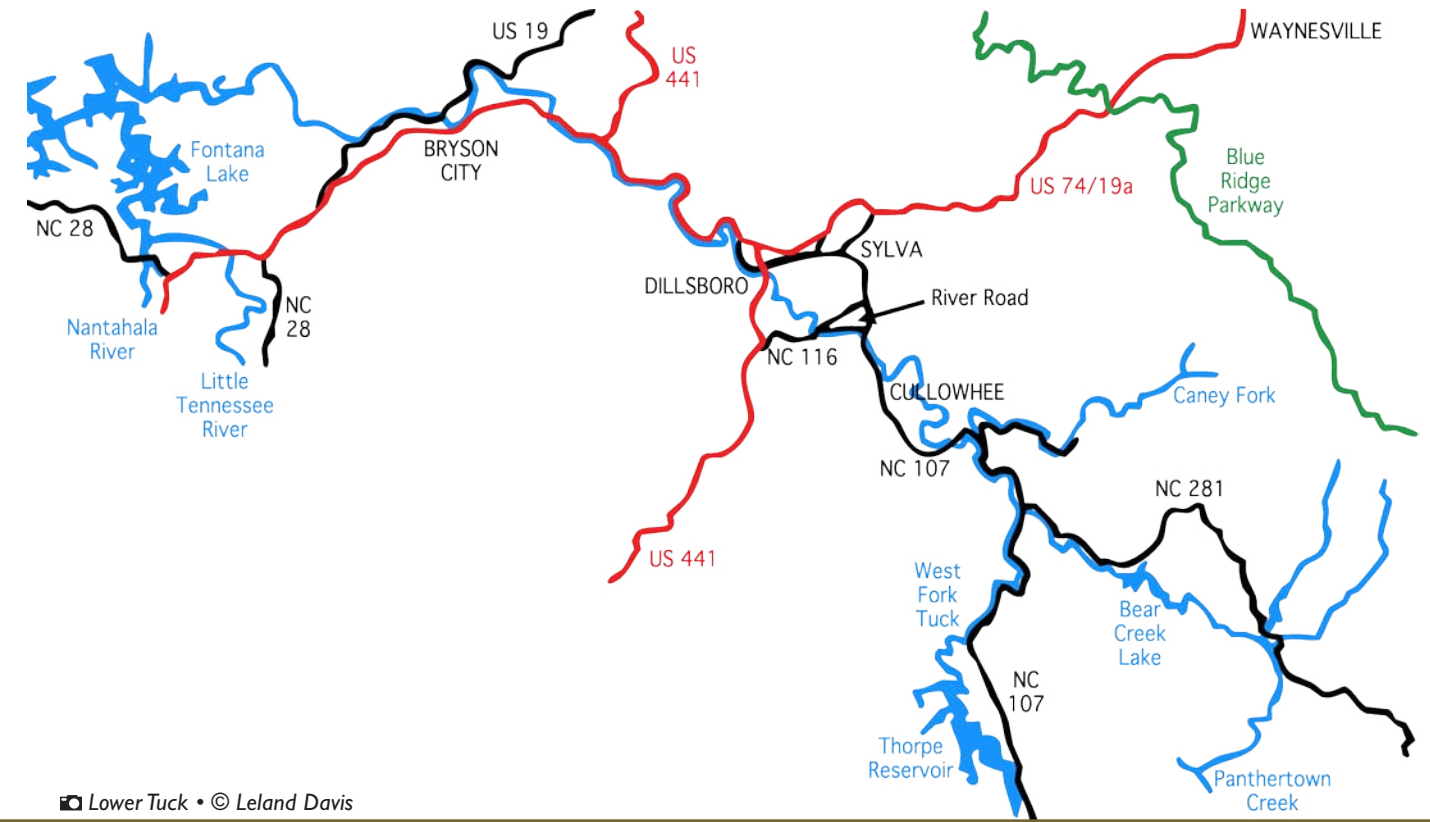 US 19
US
441
WAYNESVILLE
Fontana
Lake
BRYSON
CITY
Blue
Ridge
Parkway
US 74/19a
NC 28
SYLVA
DILLSBORO
River Road
NC
28
Nantahala
River
NC 116
Little
Tennessee
River
CULLOWHEE
Caney Fork
NC 107
NC 281
US 441
West
Fork
Tuck
Bear
Creek
Lake
NC
107
Thorpe
Reservoir
Panthertown
Creek
Lower Tuck • © Leland Davis